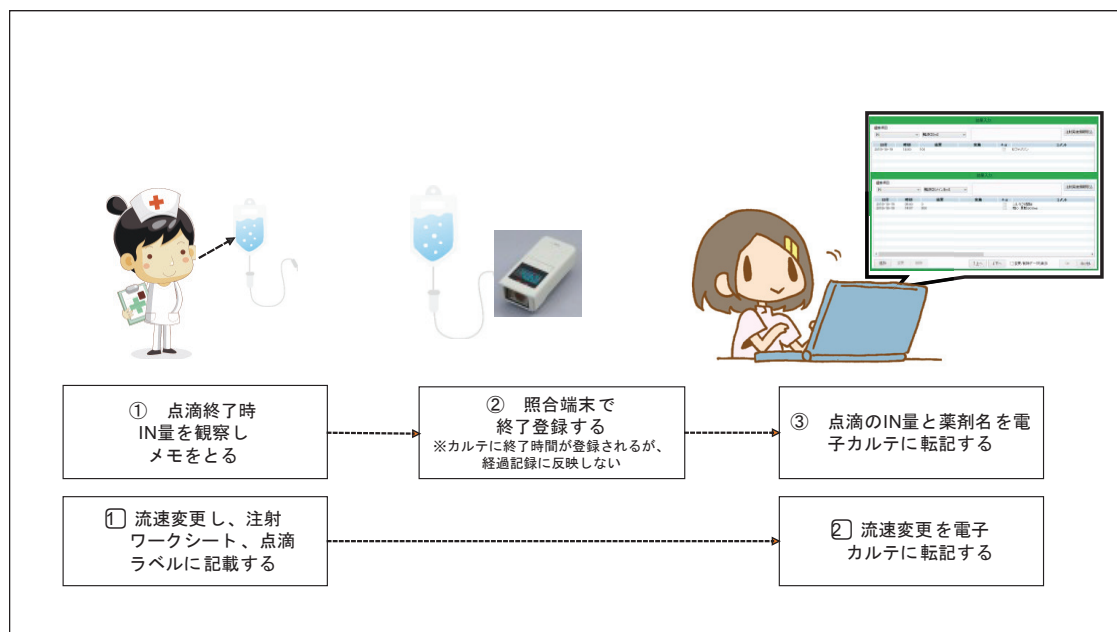 ① 点滴終了時
IN量を観察し
メモをとる
② 照合端末で
終了登録する
※カルテに終了時間が登録されるが、
経過記録に反映しない
③ 点滴のIN量と薬剤名を電
子カルテに転記する
1 流速変更し、注射
ワークシート、点滴
ラベルに記載する
2 流速変更を電子
カルテに転記する